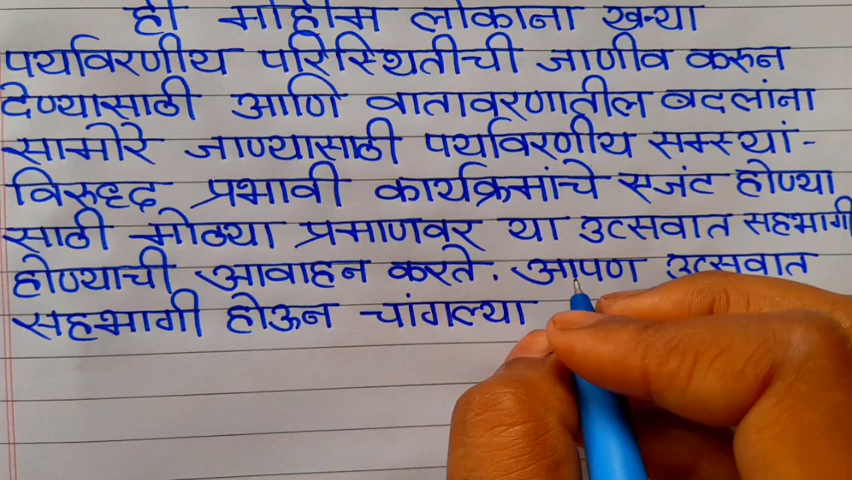 ही मोहीम लोकांना खऱ्या
पर्यावरणीय परिस्थितीची जाणीव करुन
देण्यासाठी आणि वातावरणातील बदलांना
सामोरे जाण्यासाठी पर्यावरणीय समस्यां-
विरुध्द प्रभावी कार्यक्रमांचे एजंट होण्या
साठी मोठ्या प्रमाणवर या उत्सवात सहभागी
होण्याची आवाहन करते. आपण उत्सवात
सहभागी होऊन चांगल्या